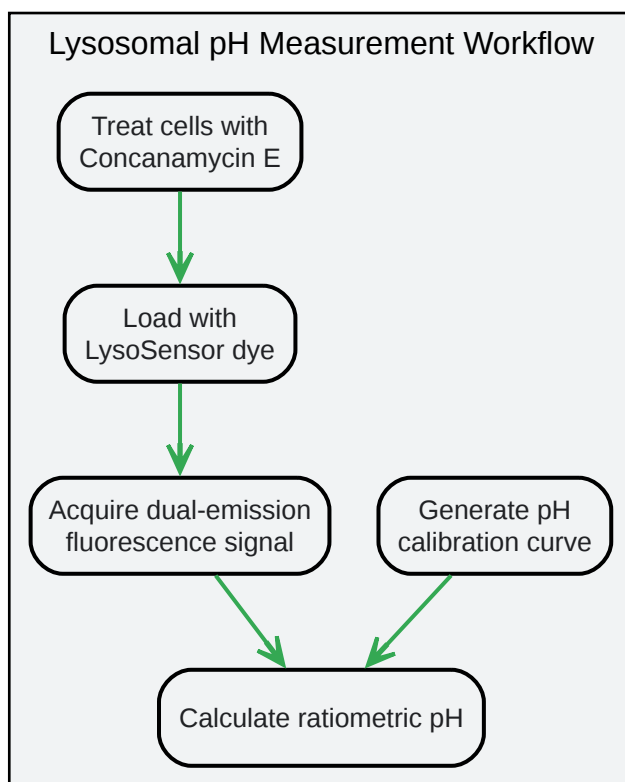 Lysosomal pH Measurement Workflow
Treat cells with
Concanamycin E
Load with
LysoSensor dye
Acquire dual-emission
fluorescence signal
Generate pH
calibration curve
Calculate ratiometric pH